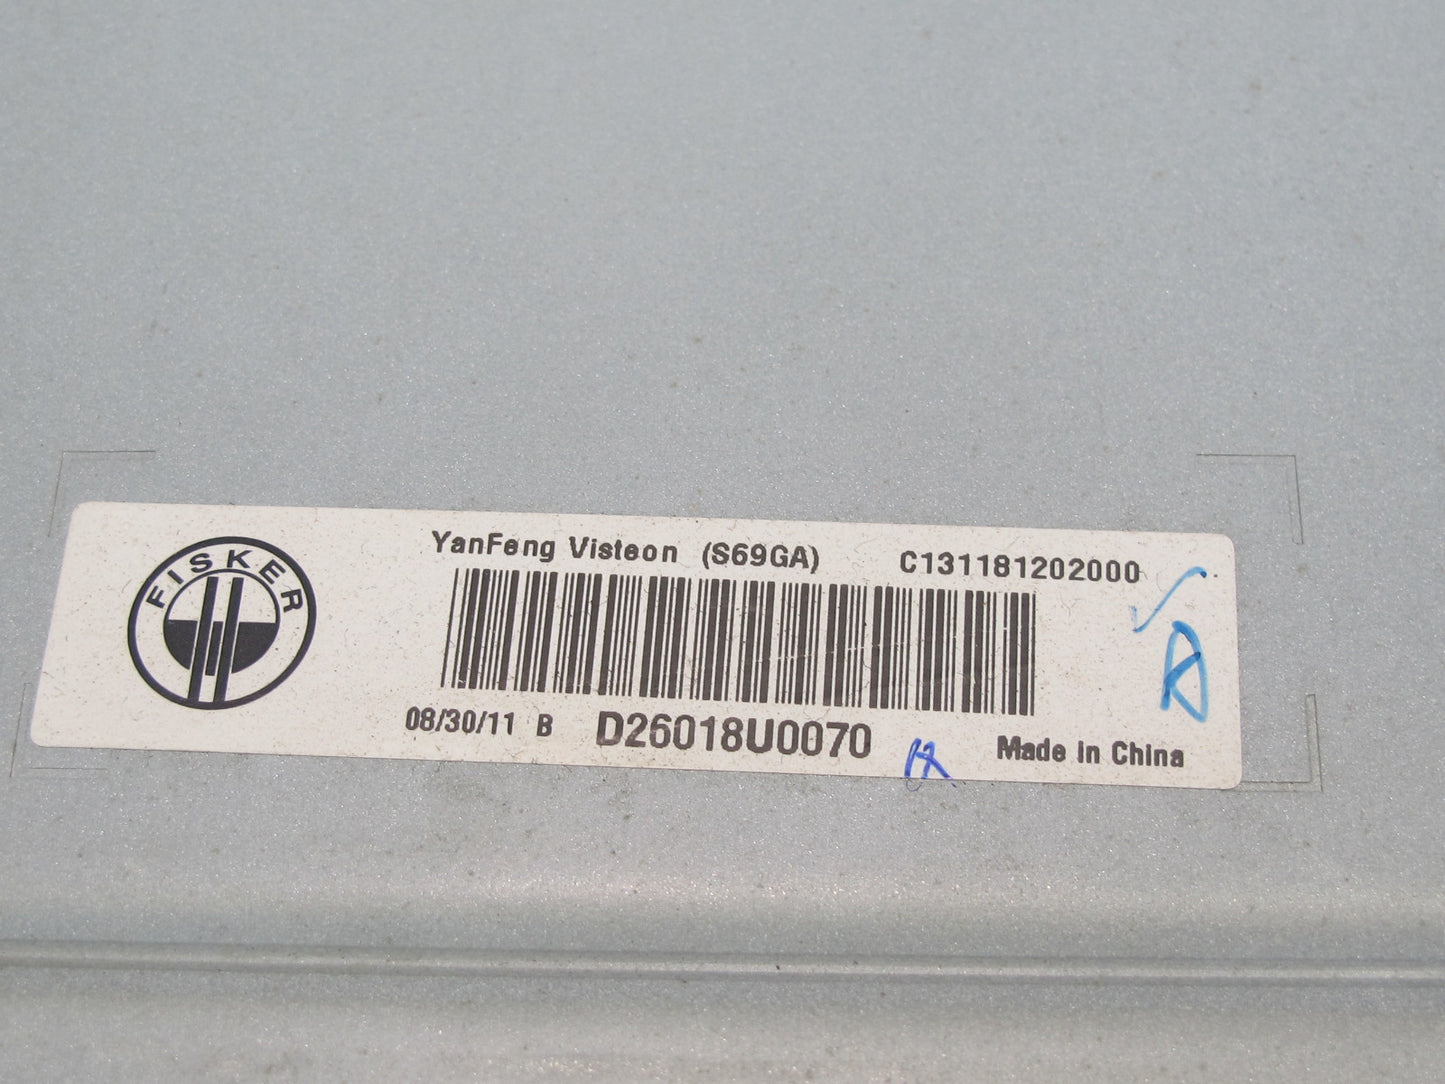 FISKER
YanFeng Visteon (S69GA) C131181202000
08/30/11 B D26018U0070 Made in China